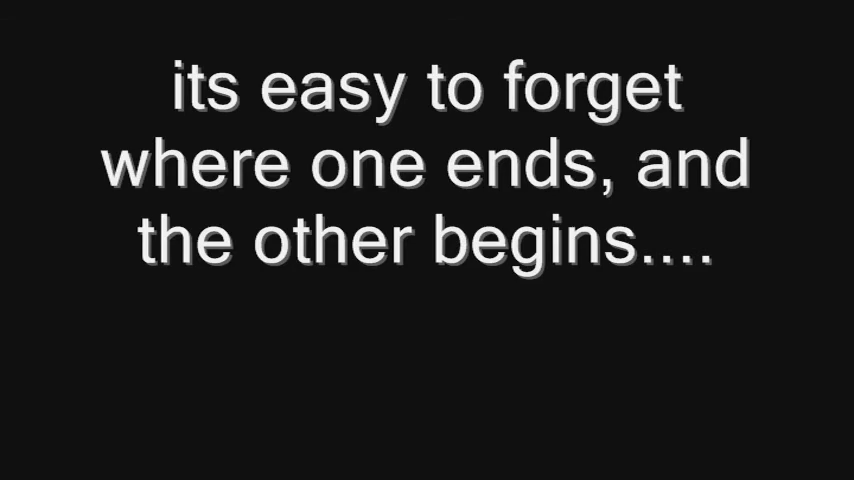 its easy to forget
where one ends, and
the other begins....